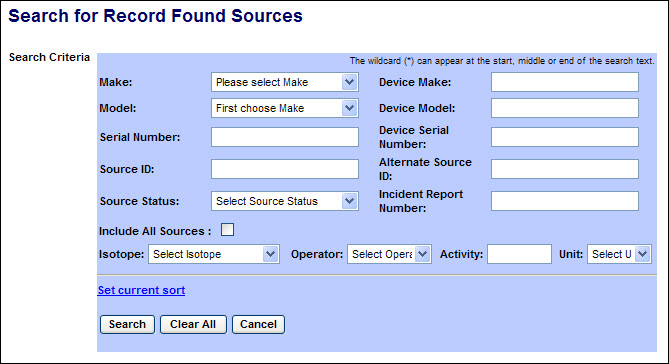 Search for Record Found Sources
Search Criteria
The wildcard (*) can appear at the start, middle or end of the search text.
Make: Please select Make Device Make:
Model: First choose Make Device Model:
Serial Number: Device Serial Number:
Source ID: Alternate Source ID:
Source Status: Select Source Status Incident Report Number:
Include All Sources :
Isotope: Select Isotope Operator: Select Opera Activity: Unit: Select U
Set current sort
Search Clear All Cancel